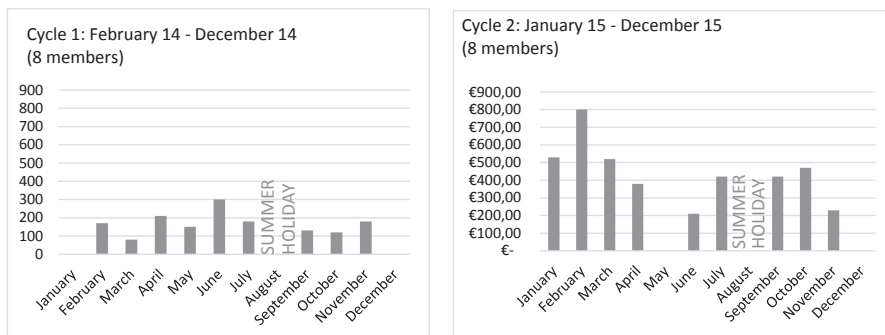 Cycle 1: February 14 - December 14
(8 members)
900
800
700
600
500
400
300
200
100
0
SUMMER
HOLIDAY
January
February
March
April
May
June
July
August
September
October
November
December
Cycle 2: January 15 - December 15
(8 members)
€900,00
€800,00
€700,00
€600,00
€500,00
€400,00
€300,00
€200,00
€100,00
€-
SUMMER
HOLIDAY
January
February
March
April
May
June
July
August
September
October
November
December